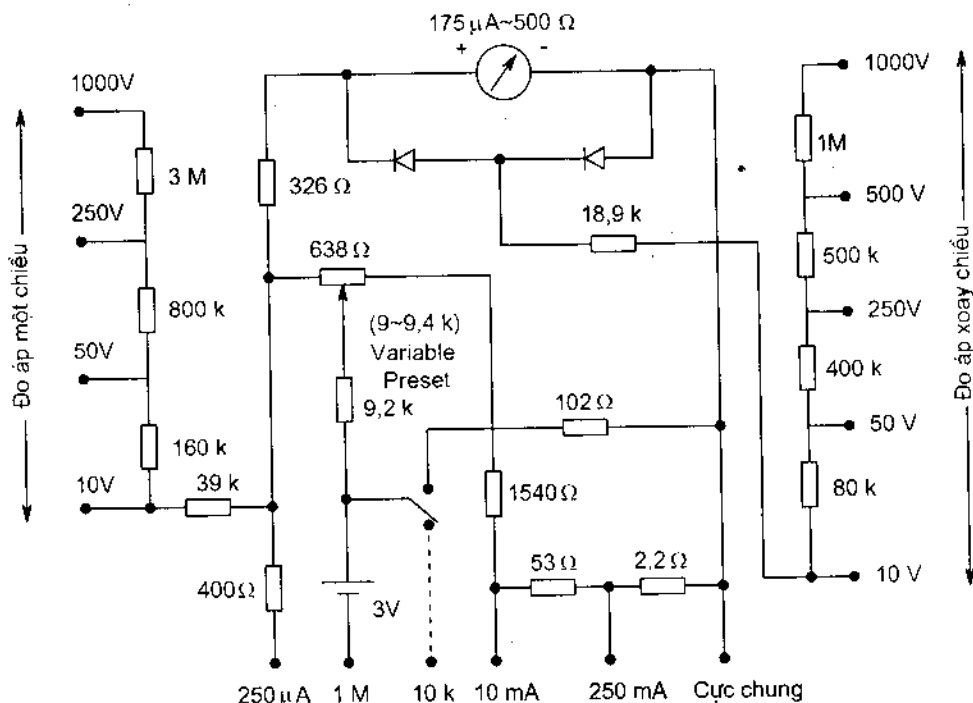 175 µA~500 Ω
+ -
1000V
3 M
250V
800 k
50V
160 k
10V
39 k
Đo áp một chiều
326 Ω
638 Ω
(9~9,4 k)
Variable
Preset
9,2 k
18,9 k
102 Ω
1540 Ω
53 Ω
2,2 Ω
400 Ω
3V
1000V
1M
500 V
500 k
250V
400 k
50 V
80 k
10 V
Đo áp xoay chiều
250 µA 1 M 10 k 10 mA 250 mA Cực chung